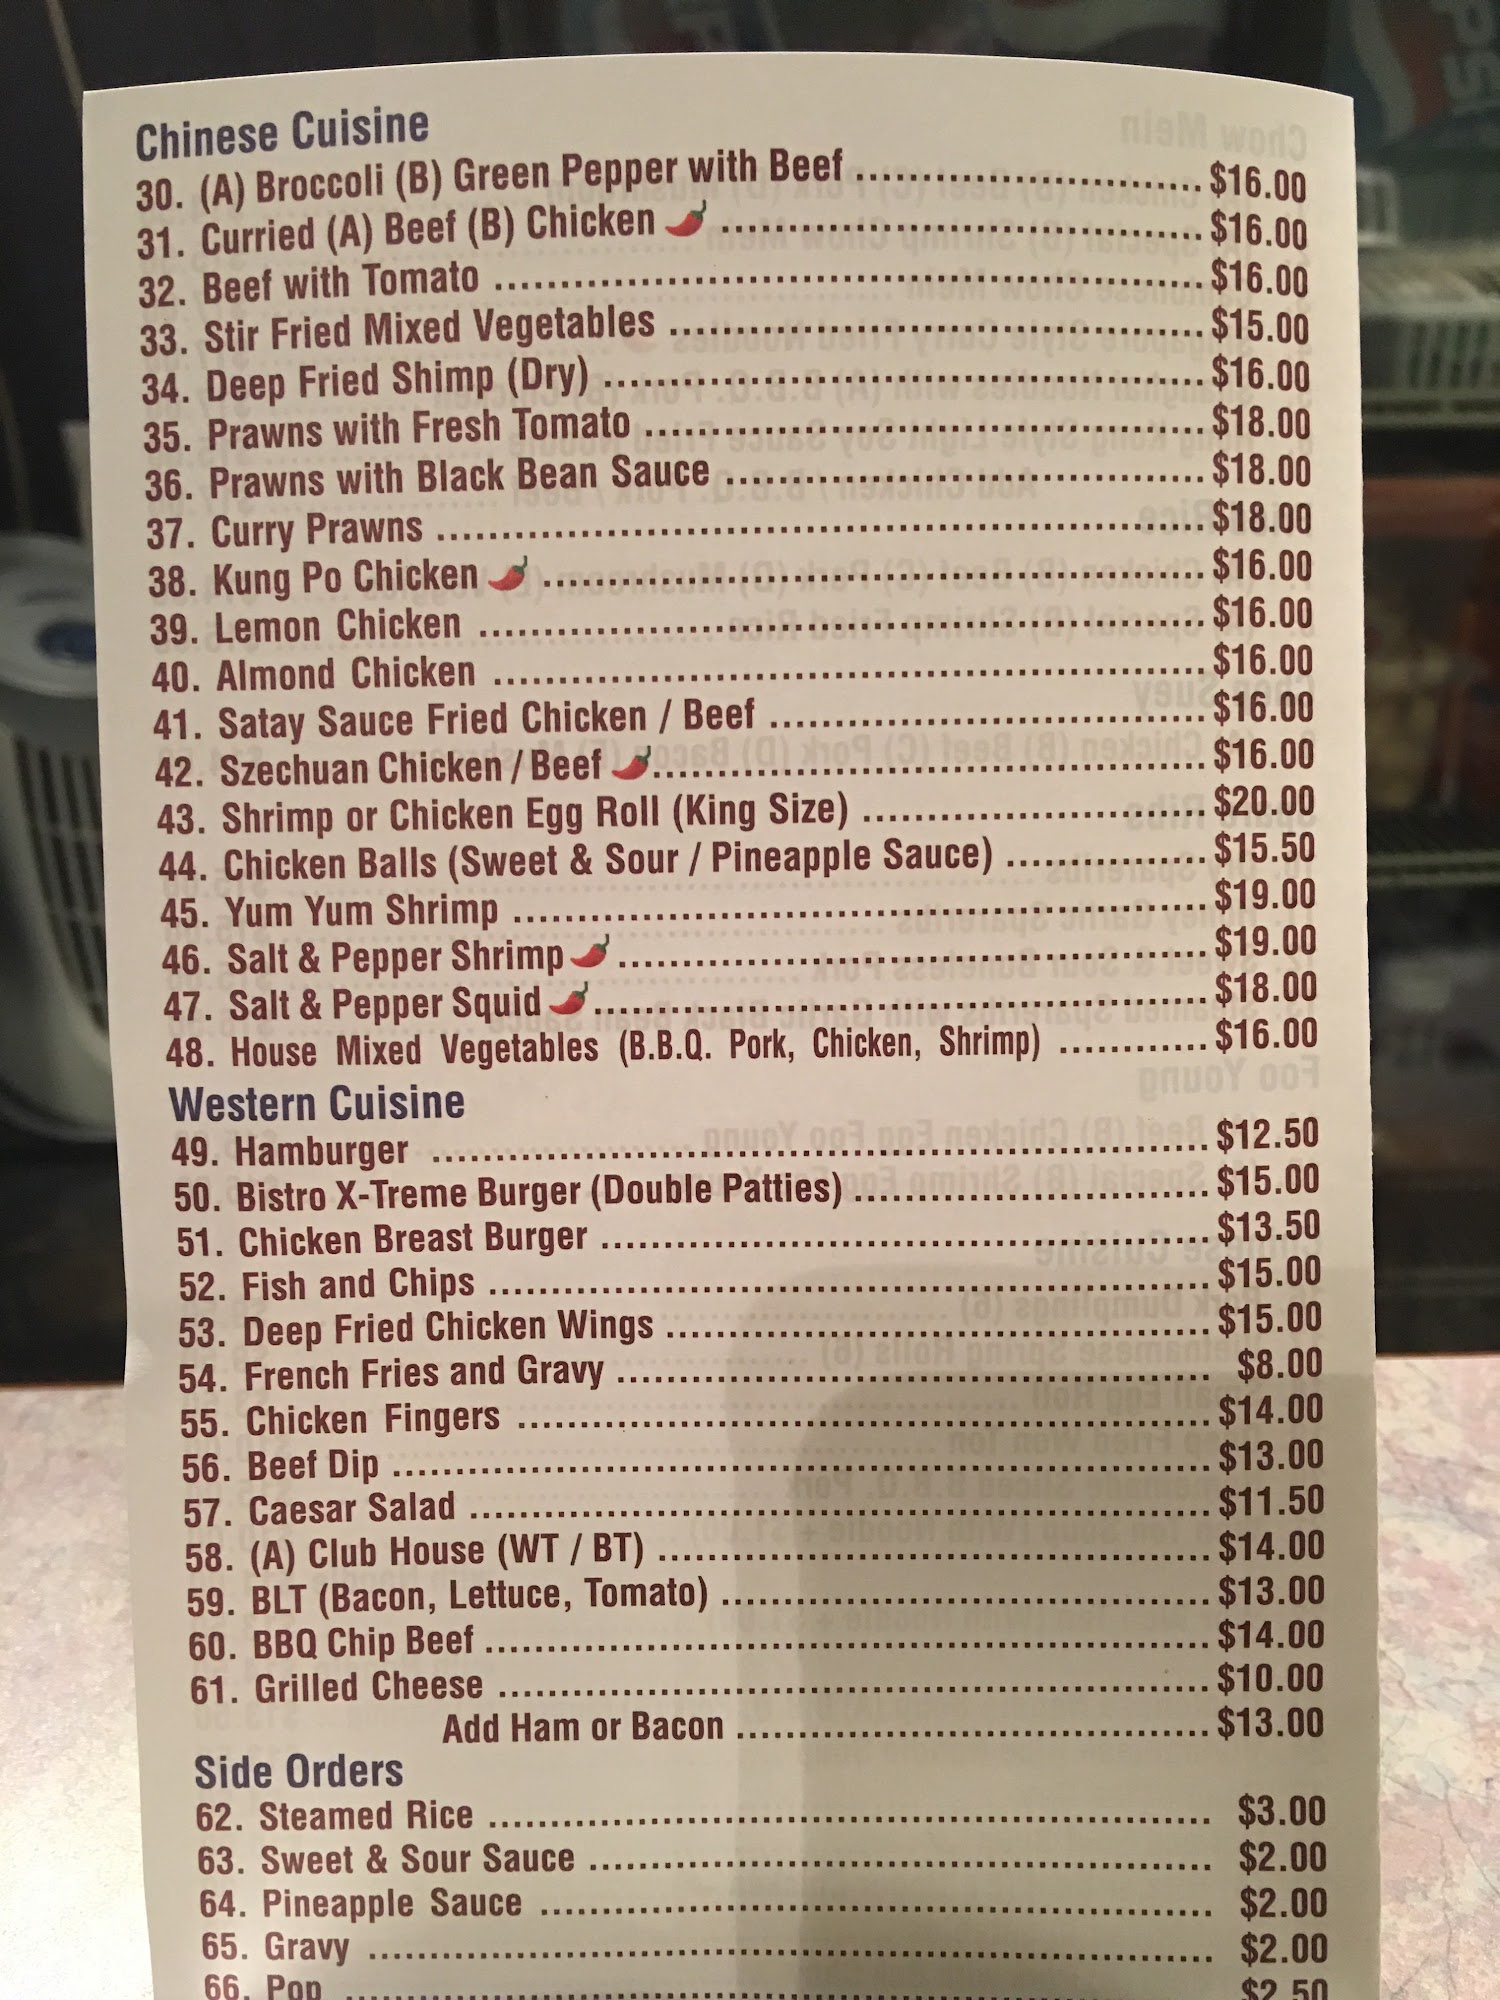 Chinese Cuisine
30. (A) Broccoli (B) Green Pepper with Beef ................................ $16.00
31. Curried (A) Beef (B) Chicken ................................ $16.00
32. Beef with Tomato ................................ $16.00
33. Stir Fried Mixed Vegetables ................................ $15.00
34. Deep Fried Shimp (Dry) ................................ $16.00
35. Prawns with Fresh Tomato ................................ $18.00
36. Prawns with Black Bean Sauce ................................ $18.00
37. Curry Prawns ................................ $18.00
38. Kung Po Chicken ................................ $16.00
39. Lemon Chicken ................................ $16.00
40. Almond Chicken ................................ $16.00
41. Satay Sauce Fried Chicken / Beef ................................ $16.00
42. Szechuan Chicken / Beef ................................ $16.00
43. Shrimp or Chicken Egg Roll (King Size) ................................ $20.00
44. Chicken Balls (Sweet & Sour / Pineapple Sauce) ................ $15.50
45. Yum Yum Shrimp ................................ $19.00
46. Salt & Pepper Shrimp ................................ $19.00
47. Salt & Pepper Squid ................................ $18.00
48. House Mixed Vegetables (B.B.Q. Pork, Chicken, Shrimp) ............ $16.00
Western Cuisine
49. Hamburger ................................ $12.50
50. Bistro X-Treme Burger (Double Patties) ................................ $15.00
51. Chicken Breast Burger ................................ $13.50
52. Fish and Chips ................................ $15.00
53. Deep Fried Chicken Wings ................................ $15.00
54. French Fries and Gravy ................................ $8.00
55. Chicken Fingers ................................ $14.00
56. Beef Dip ................................ $13.00
57. Caesar Salad ................................ $11.50
58. (A) Club House (WT / BT) ................................ $14.00
59. BLT (Bacon, Lettuce, Tomato) ................................ $13.00
60. BBQ Chip Beef ................................ $14.00
61. Grilled Cheese ................................ $10.00
Add Ham or Bacon ................................ $13.00
Side Orders
62. Steamed Rice ................................ $3.00
63. Sweet & Sour Sauce ................................ $2.00
64. Pineapple Sauce ................................ $2.00
65. Gravy ................................ $2.00
66. Pop ................................ $2.50